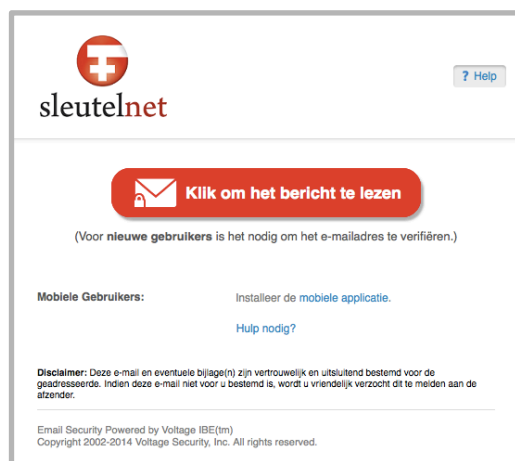 sleutelnet
? Help
Klik om het bericht te lezen
(Voor nieuwe gebruikers is het nodig om het e-mailadres te verifiëren.)
Mobiele Gebruikers: Installeer de mobiele applicatie.
Hulp nodig?
Disclaimer: Deze e-mail en eventuele bijlage(n) zijn vertrouwelijk en uitsluitend bestemd voor de
geadresseerde. Indien deze e-mail niet voor u bestemd is, wordt u vriendelijk verzocht dit te melden aan de
afzender.
Email Security Powered by Voltage IBE(tm)
Copyright 2002-2014 Voltage Security, Inc. All rights reserved.